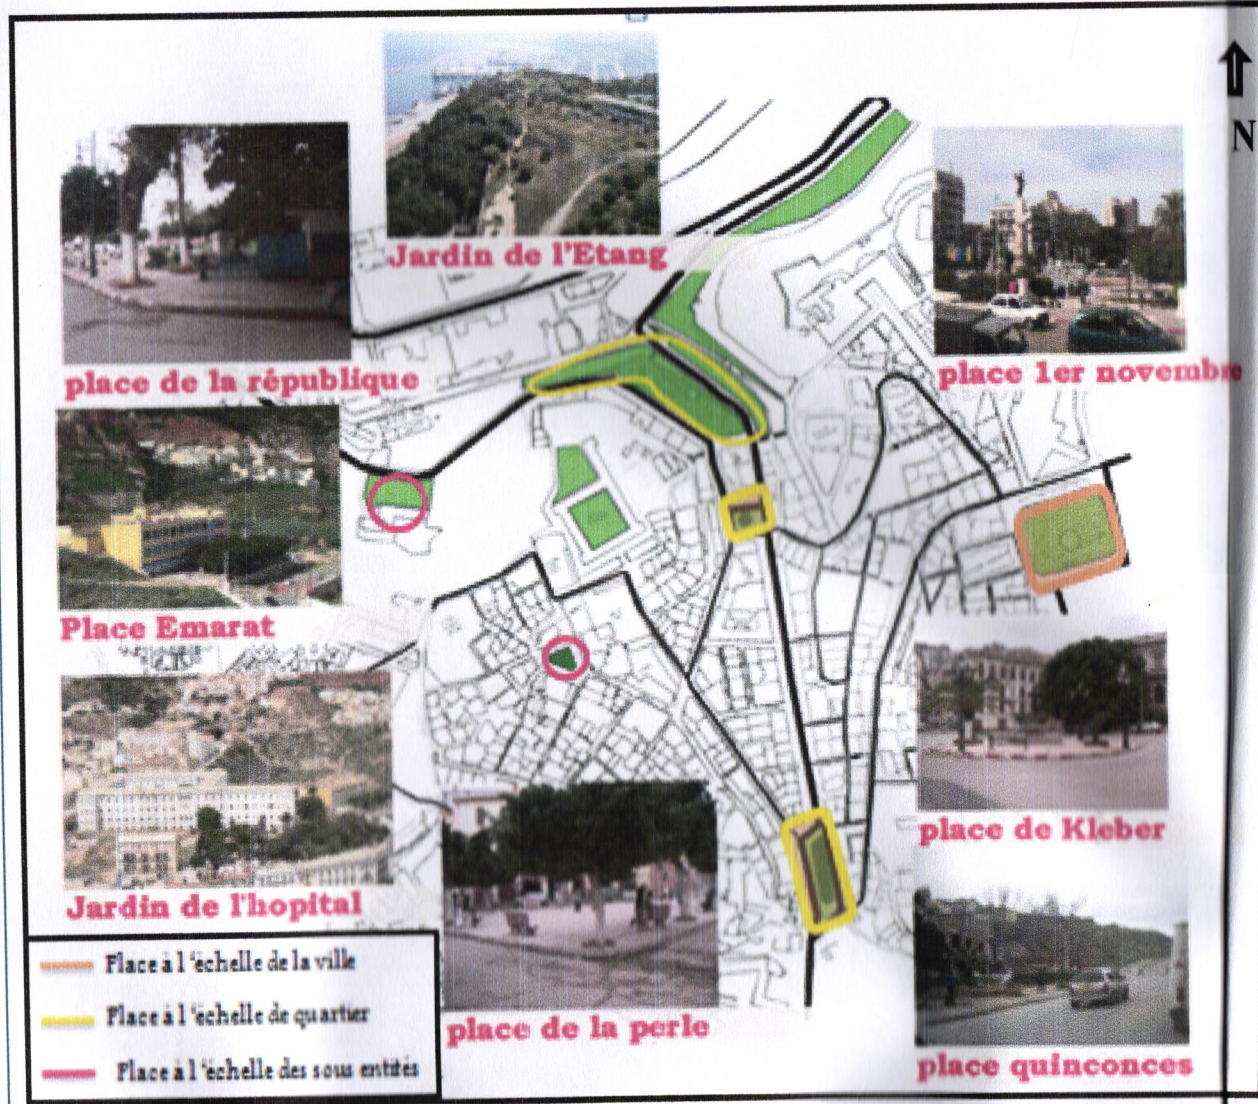 N
Jardin de l'Etang
place de la république
place 1er novembre
Place Emarat
place de Kleber
Jardin de l'hopital
place de la perle
place quinconces
Place à l'échelle de la ville
Place à l'échelle de quartier
Place à l'échelle des sous entités